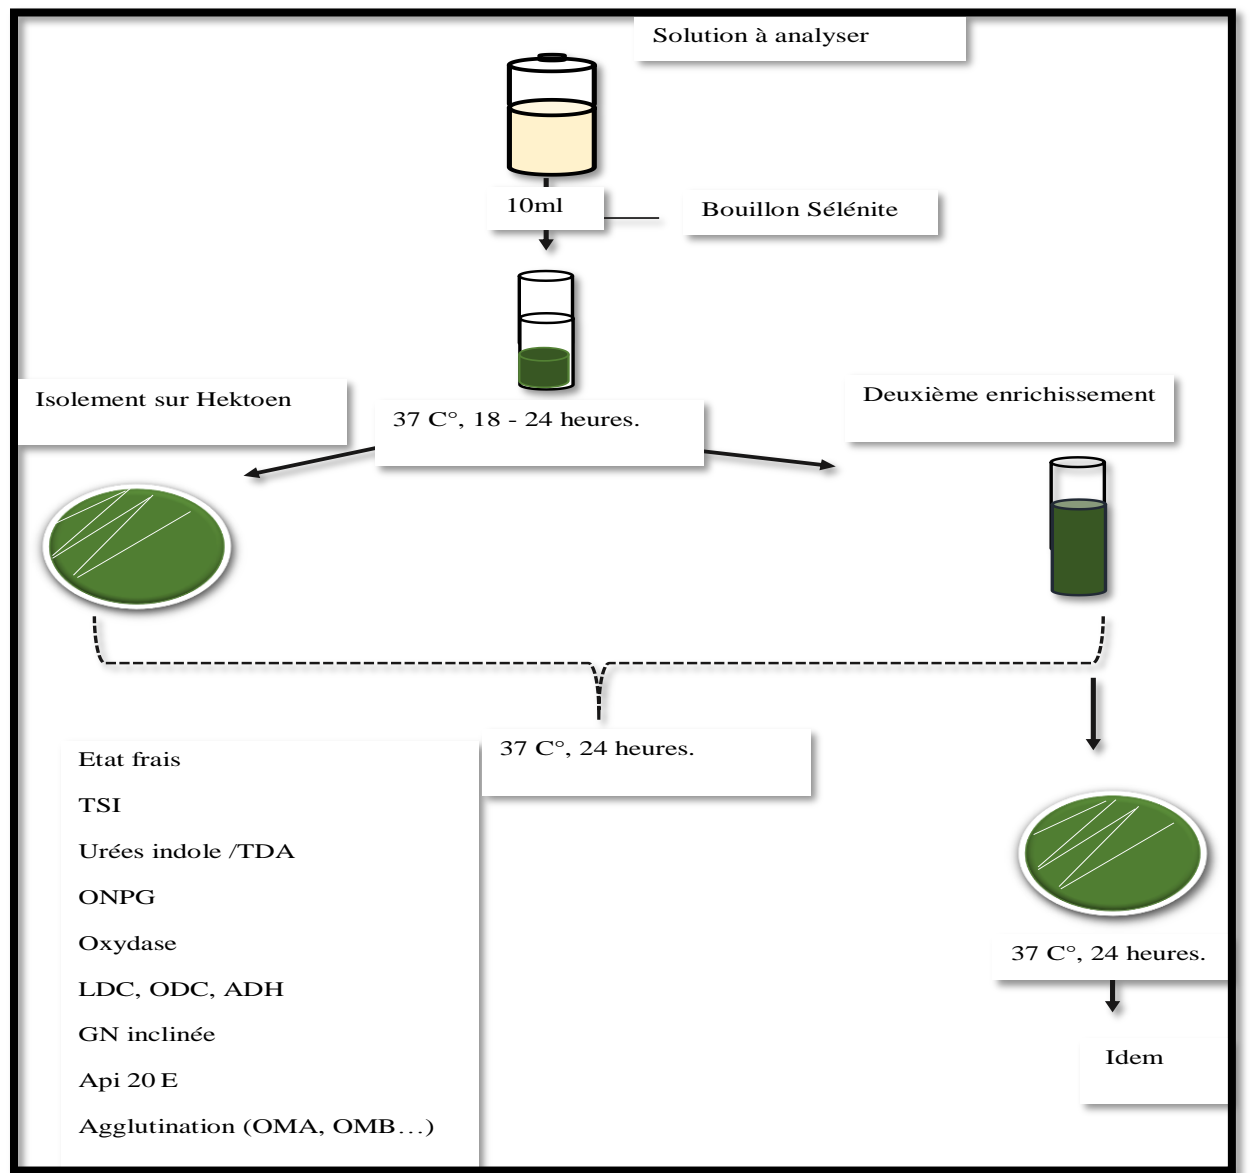 Solution à analyser
10ml
Bouillon Sélénite
Isolement sur Hektoen
37 C°, 18 - 24 heures.
Deuxième enrichissement
37 C°, 24 heures.
Etat frais
TSI
Urées indole /TDA
ONPG
Oxydase
LDC, ODC, ADH
GN inclinée
Api 20 E
Agglutination (OMA, OMB…)
37 C°, 24 heures.
Idem